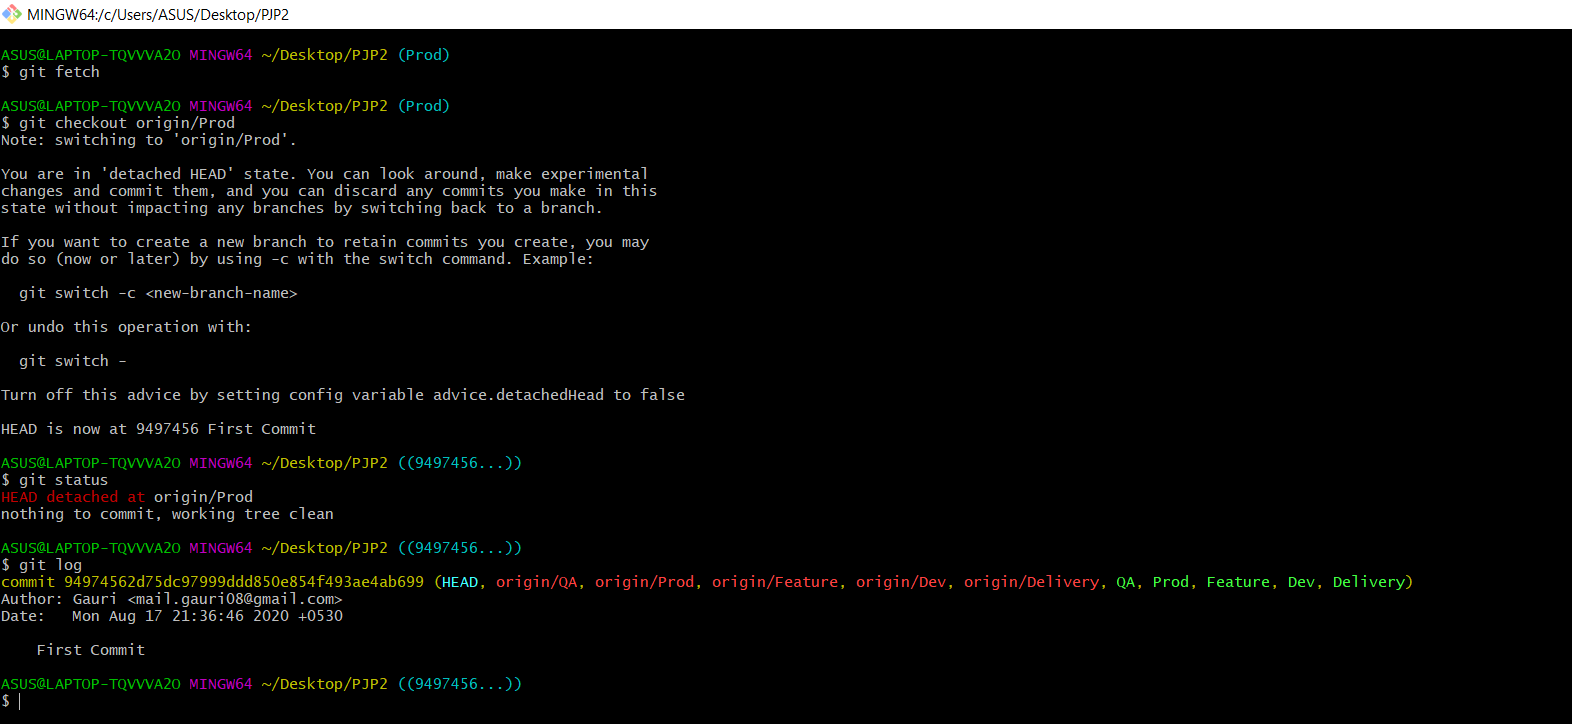 MINGW64:/c/Users/ASUS/Desktop/PJP2
ASUS@LAPTOP-TQVVVA2O MINGW64 ~/Desktop/PJP2 (Prod)
$ git fetch
ASUS@LAPTOP-TQVVVA2O MINGW64 ~/Desktop/PJP2 (Prod)
$ git checkout origin/Prod
Note: switching to 'origin/Prod'.
You are in 'detached HEAD' state. You can look around, make experimental
changes and commit them, and you can discard any commits you make in this
state without impacting any branches by switching back to a branch.
If you want to create a new branch to retain commits you create, you may
do so (now or later) by using -c with the switch command. Example:
  git switch -c <new-branch-name>
Or undo this operation with:
  git switch -
Turn off this advice by setting config variable advice.detachedHead to false
HEAD is now at 9497456 First Commit
ASUS@LAPTOP-TQVVVA2O MINGW64 ~/Desktop/PJP2 ((9497456...))
$ git status
HEAD detached at origin/Prod
nothing to commit, working tree clean
ASUS@LAPTOP-TQVVVA2O MINGW64 ~/Desktop/PJP2 ((9497456...))
$ git log
commit 94974562d75dc97999ddd850e854f493ae4ab699 (HEAD, origin/QA, origin/Prod, origin/Feature, origin/Dev, origin/Delivery, QA, Prod, Feature, Dev, Delivery)
Author: Gauri <mail.gauri08@gmail.com>
Date:   Mon Aug 17 21:36:46 2020 +0530
    First Commit
ASUS@LAPTOP-TQVVVA2O MINGW64 ~/Desktop/PJP2 ((9497456...))
$